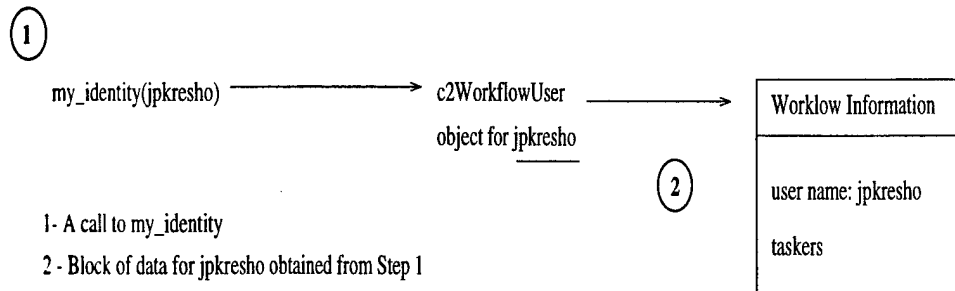 1
my_identity(jpkresho)
c2WorkflowUser
object for jpkresho
Worklow Information
2
user name: jpkresho
taskers
1- A call to my_identity
2 - Block of data for jpkresho obtained from Step 1